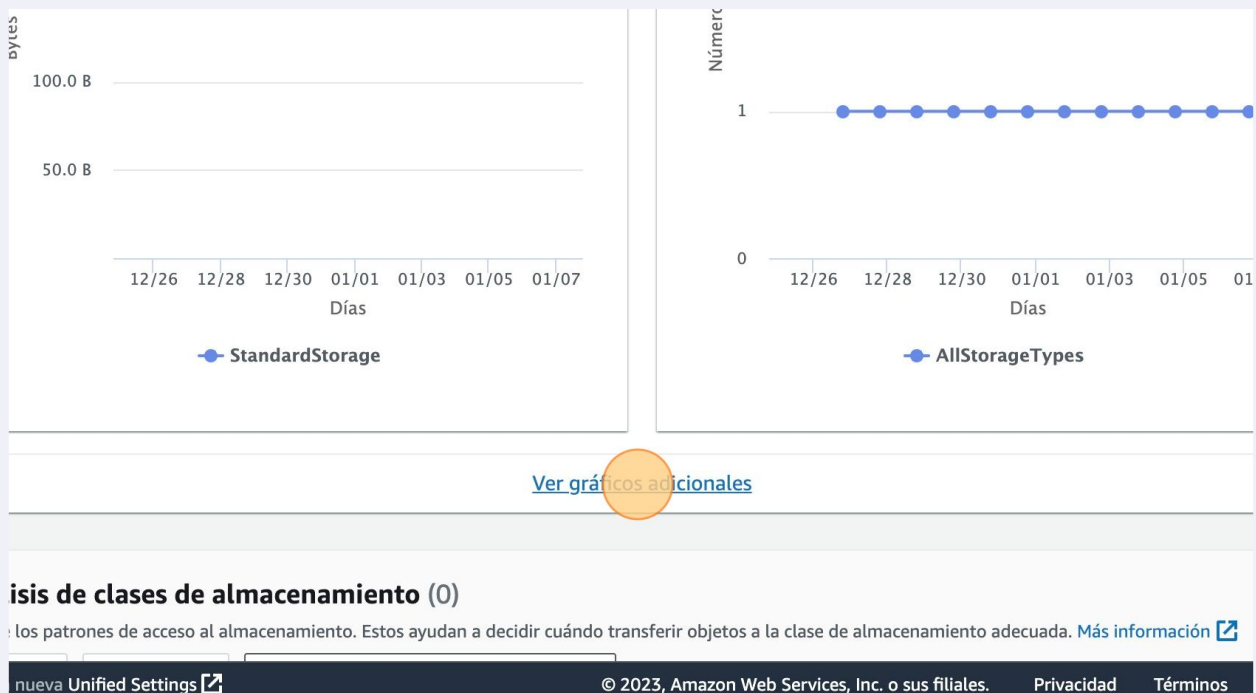 Bytes
100.0 B
50.0 B
12/26 12/28 12/30 01/01 01/03 01/05 01/07
Días
StandardStorage
1
0
12/26 12/28 12/30 01/01 01/03 01/05 01
Días
AllStorageTypes
Ver gráficos adicionales
isis de clases de almacenamiento (0)
los patrones de acceso al almacenamiento. Estos ayudan a decidir cuándo transferir objetos a la clase de almacenamiento adecuada. Más información
nueva Unified Settings © 2023, Amazon Web Services, Inc. o sus filiales. Privacidad Términos